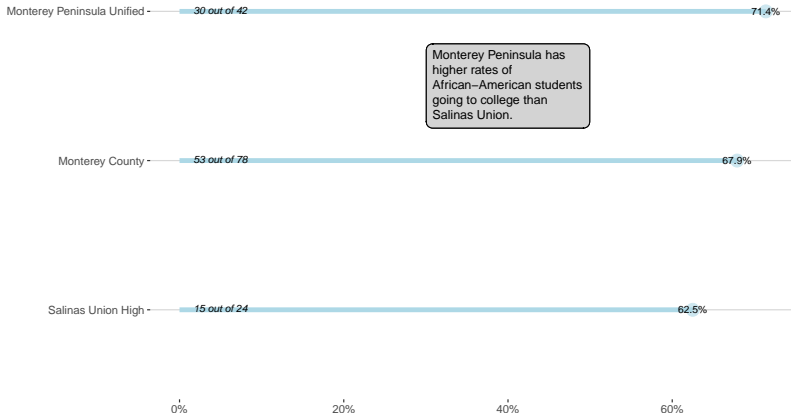 Monterey Peninsula Unified
30 out of 42
71.4%
Monterey Peninsula has
higher rates of
African−American students
going to college than
Salinas Union.
Monterey County
53 out of 78
67.9%
Salinas Union High
15 out of 24
62.5%
0%
20%
40%
60%